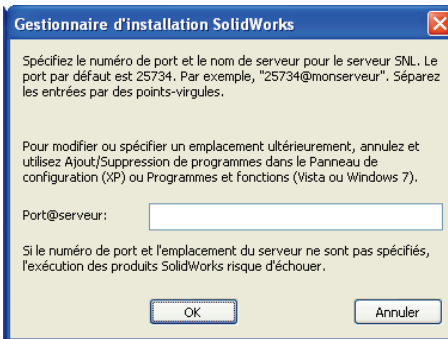 Gestionnaire d'installation SolidWorks
Spécifiez le numéro de port et le nom de serveur pour le serveur SNL. Le
port par défaut est 25734. Par exemple, "25734@monserveur". Séparez
les entrées par des points-virgules.
Pour modifier ou spécifier un emplacement ultérieurement, annulez et
utilisez Ajout/Suppression de programmes dans le Panneau de
configuration (XP) ou Programmes et fonctions (Vista ou Windows 7).
Port@serveur:
Si le numéro de port et l'emplacement du serveur ne sont pas spécifiés,
l'exécution des produits SolidWorks risque d'échouer.
OK Annuler